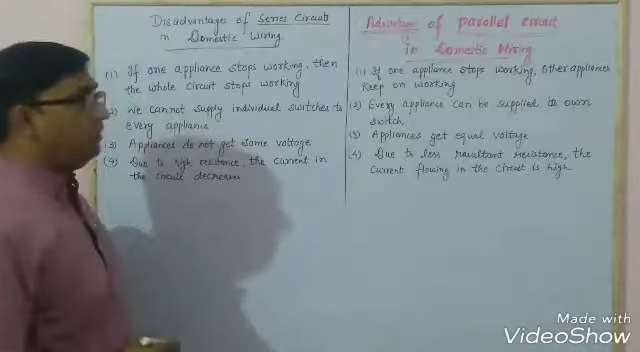 Disadvantages of Series Circuits
in Domestic Wiring
(1) If one appliance stops working, then
the whole circuit stops working
(2) We cannot supply individual switches to
every appliance
(3) Appliances do not get same voltage
(4) Due to high resistance, the current in
the circuit decreases
Advantage of parallel circuit
in Domestic Wiring
(1) If one appliance stops working, other appliances
keep on working
(2) Every appliance can be supplied its own
switch
(3) Appliances get equal voltage
(4) Due to less resultant resistance, the
current flowing in the circuit is high
Made with
VideoShow